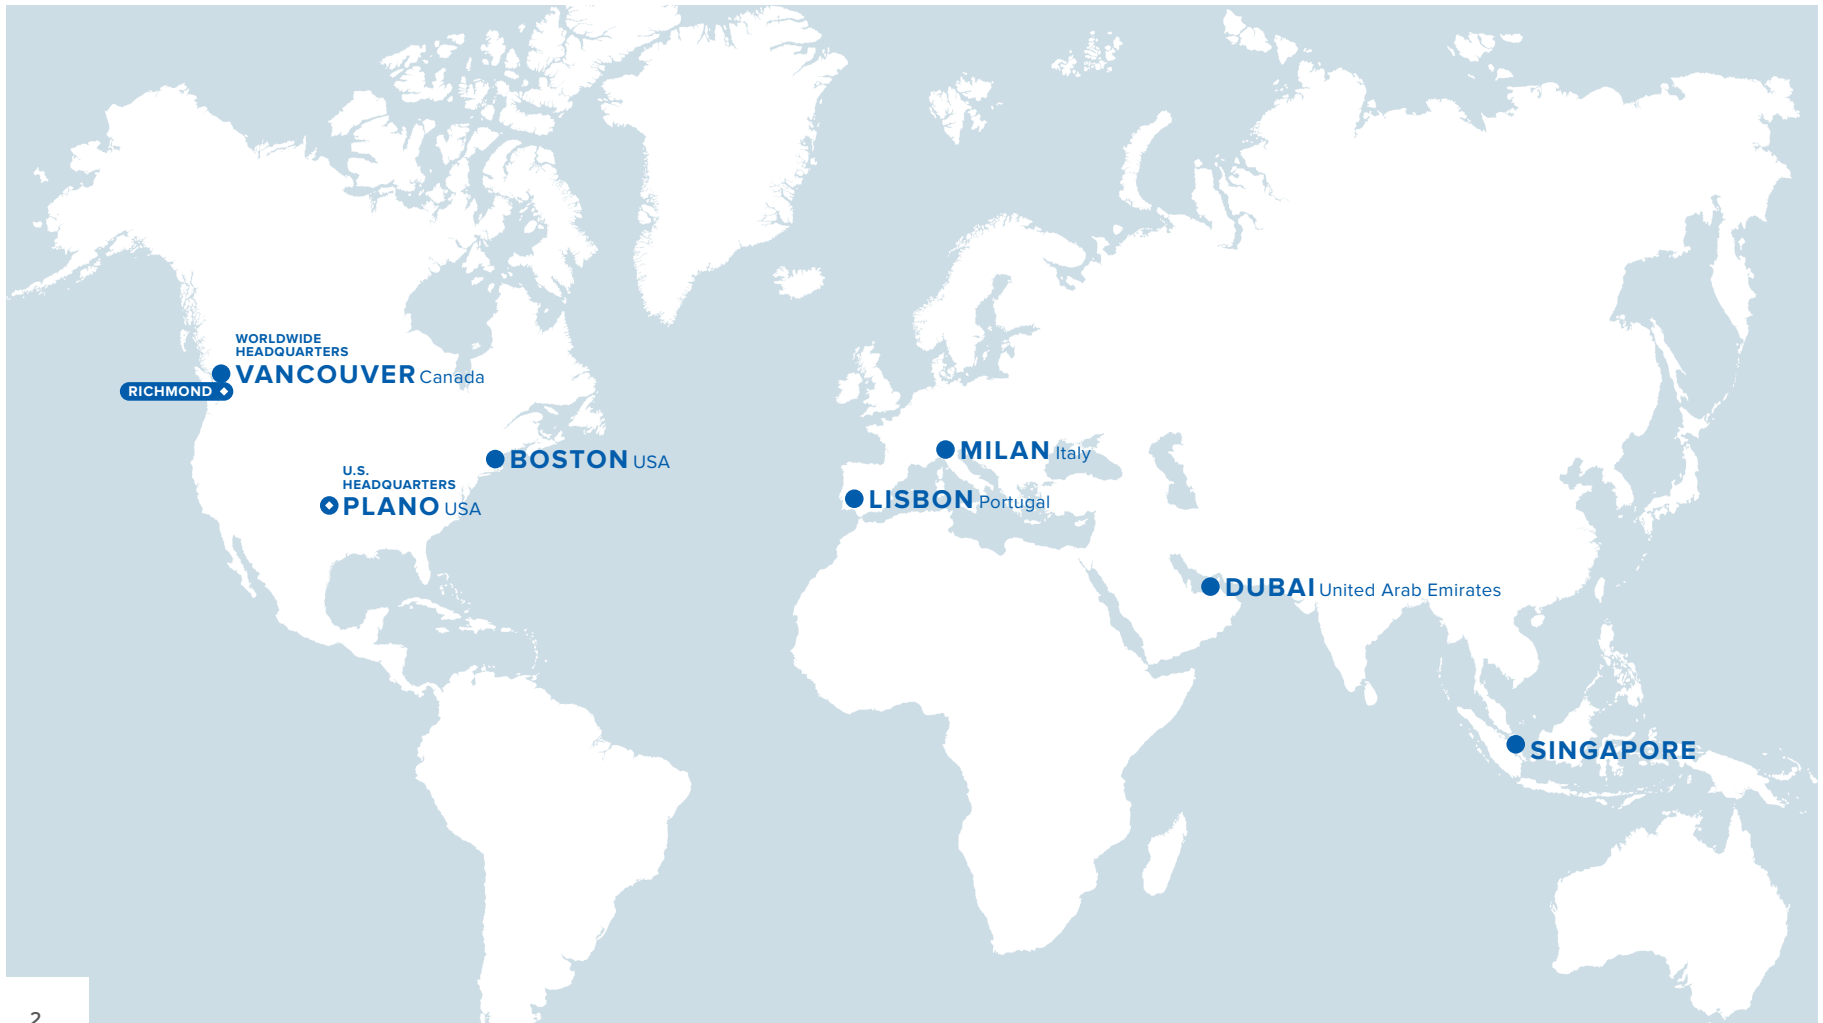 WORLDWIDE
HEADQUARTERS
VANCOUVER Canada
RICHMOND
BOSTON USA
U.S.
HEADQUARTERS
PLANO USA
MILAN Italy
LISBON Portugal
DUBAI United Arab Emirates
SINGAPORE
2